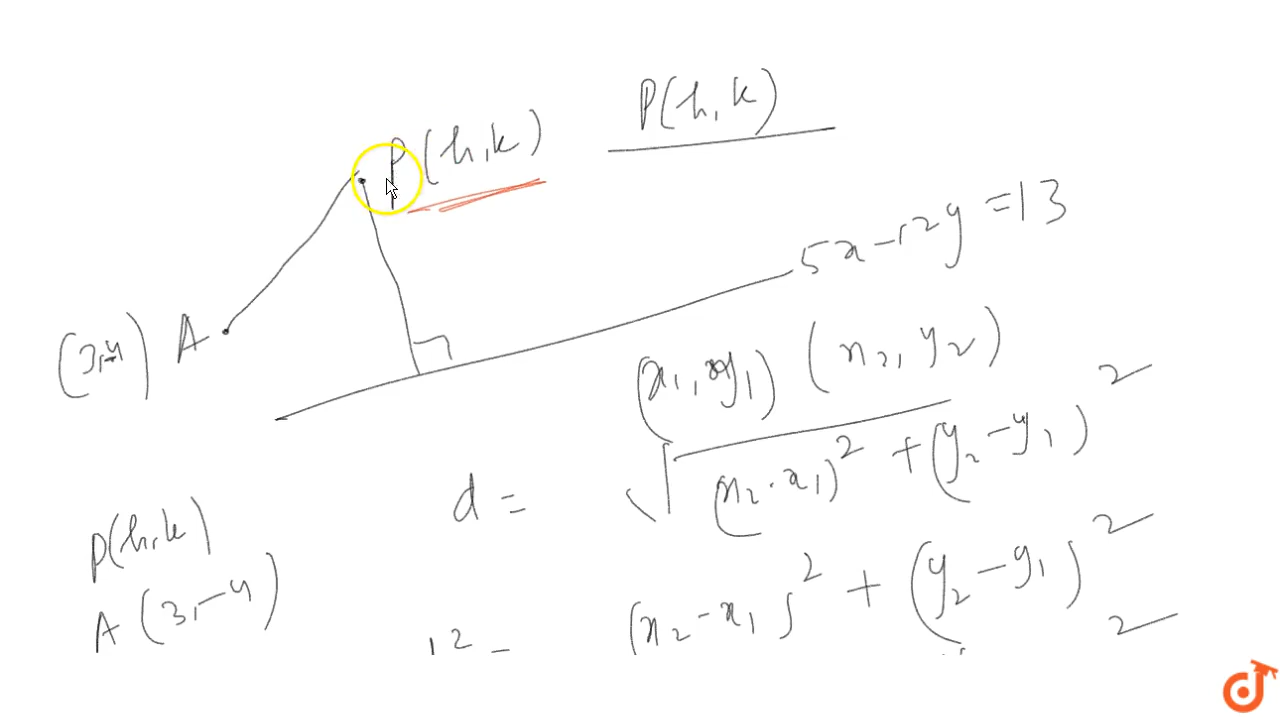 P(h, k)
P(h, k)
5x - 12y = 13
(3, -4) A
(x₁, y₁) (x₂, y₂)
d = √(x₂ - x₁)² + (y₂ - y₁)²
P(h, k)
A (3, -4)
(x₂ - x₁)² + (y₂ - y₁)²
2